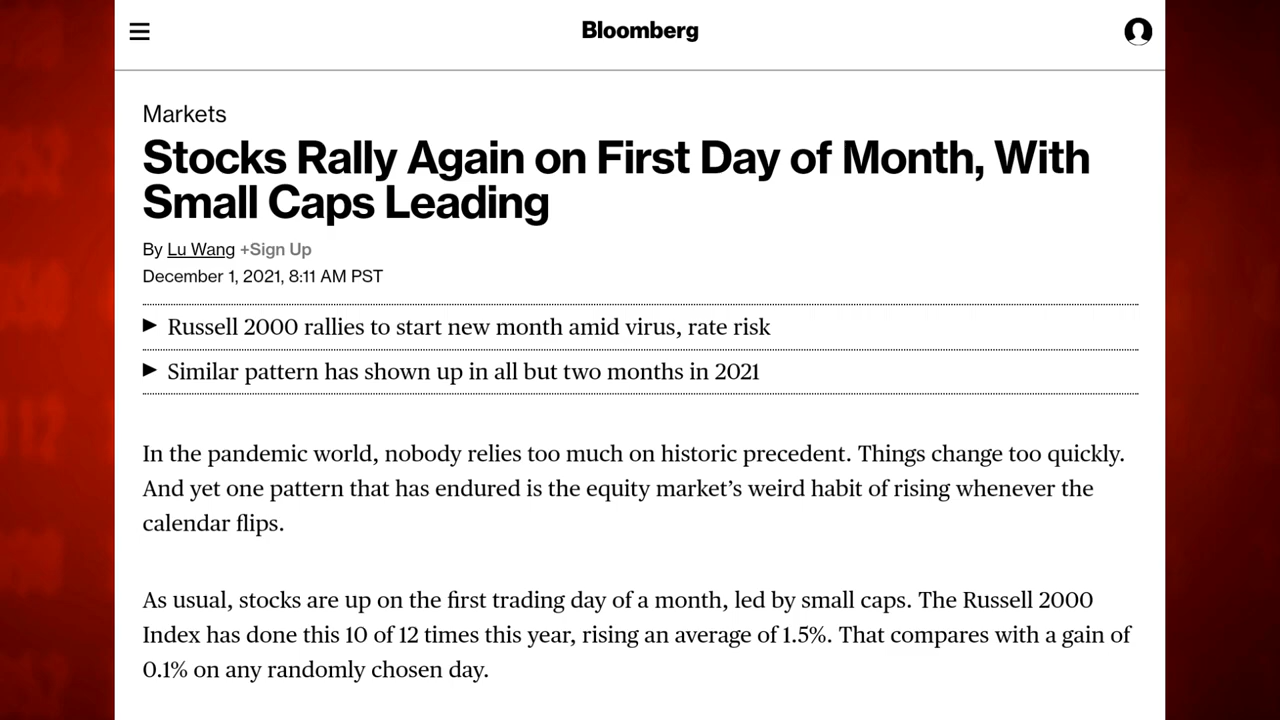 Bloomberg
Markets
Stocks Rally Again on First Day of Month, With
Small Caps Leading
By Lu Wang +Sign Up
December 1, 2021, 8:11 AM PST
► Russell 2000 rallies to start new month amid virus, rate risk
► Similar pattern has shown up in all but two months in 2021
In the pandemic world, nobody relies too much on historic precedent. Things change too quickly.
And yet one pattern that has endured is the equity market’s weird habit of rising whenever the
calendar flips.
As usual, stocks are up on the first trading day of a month, led by small caps. The Russell 2000
Index has done this 10 of 12 times this year, rising an average of 1.5%. That compares with a gain of
0.1% on any randomly chosen day.